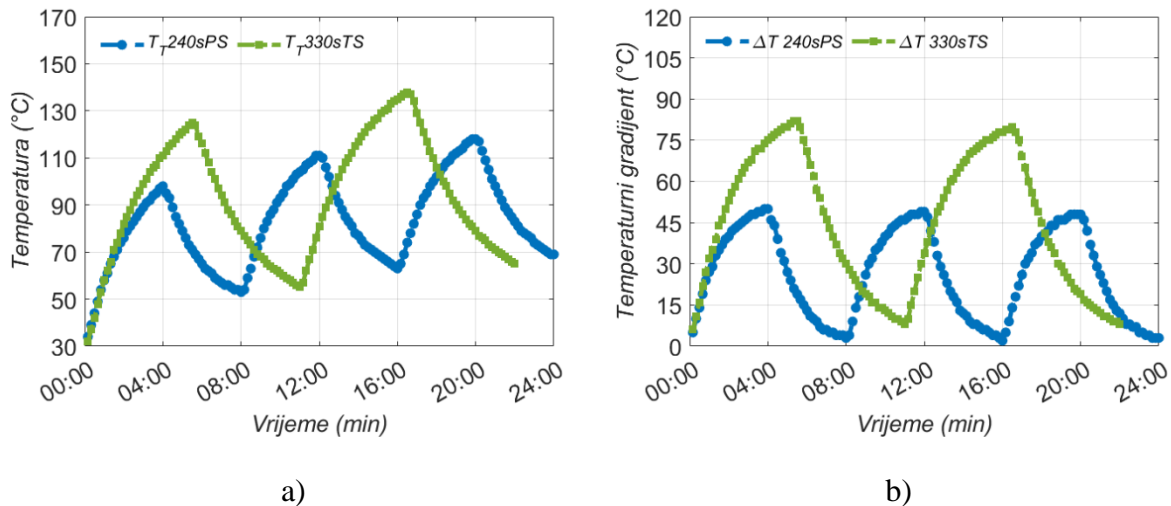 170
150
130
110
90
70
50
30
Temperatura (°C)
T_T240sPS T_T330sTS
00:00 04:00 08:00 12:00 16:00 20:00 24:00
Vrijeme (min)
a)
120
105
90
75
60
45
30
15
0
Temperaturni gradijent (°C)
ΔT 240sPS ΔT 330sTS
00:00 04:00 08:00 12:00 16:00 20:00 24:00
Vrijeme (min)
b)